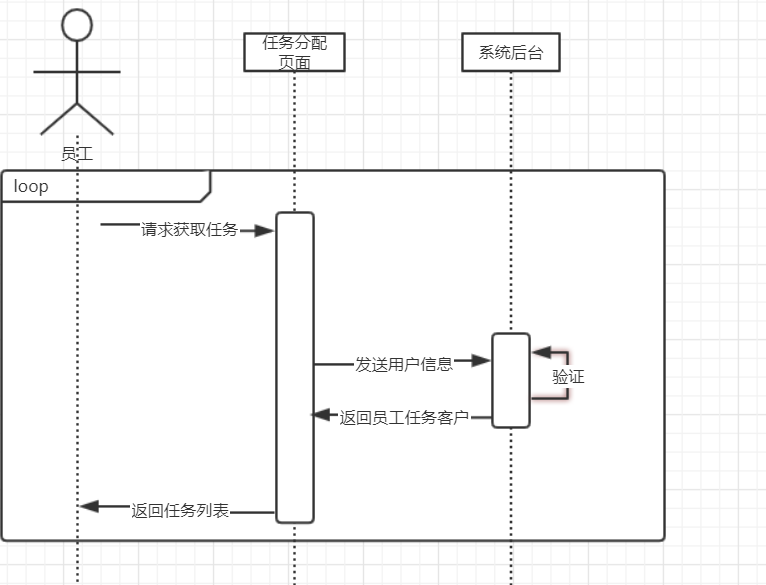 任务分配
页面
系统后台
员工
loop
请求获取任务
发送用户信息
验证
返回员工任务客户
返回任务列表